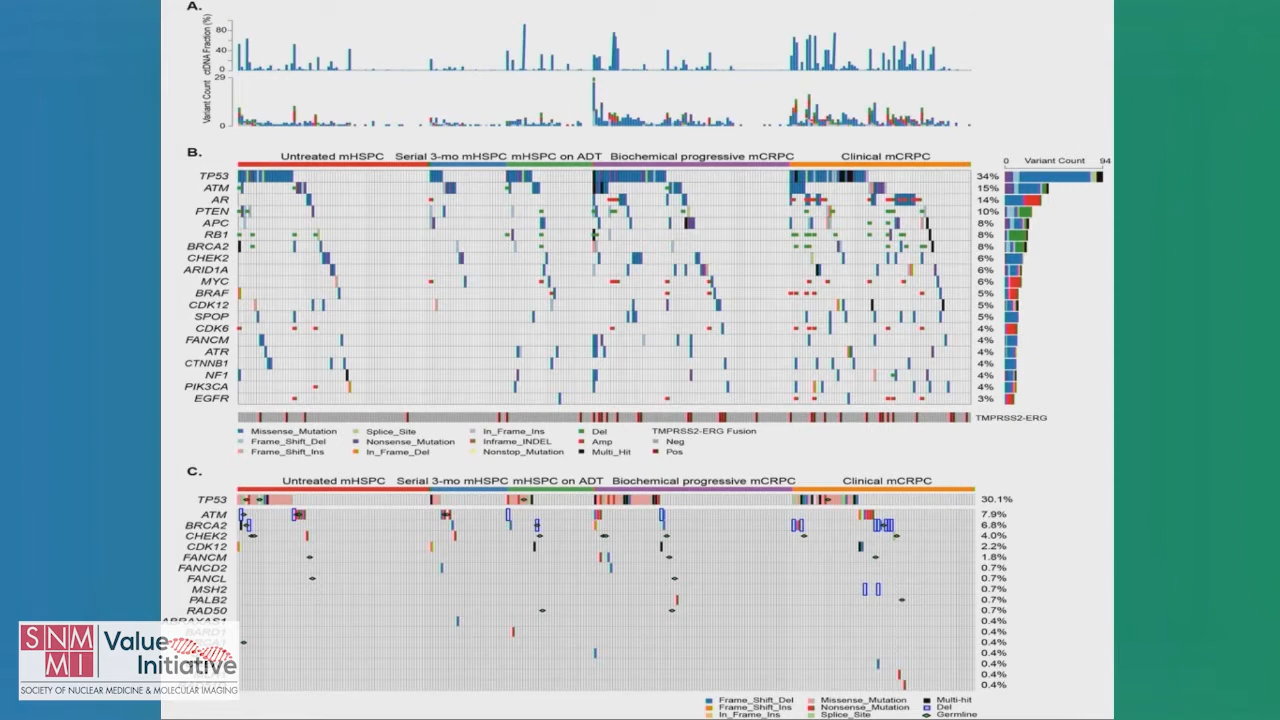 A.
ctDNA Fraction (%)
80
40
0
Variant Count
29
0
B.
Untreated mHSPC Serial 3-mo mHSPC mHSPC on ADT Biochemical progressive mCRPC Clinical mCRPC
0 Variant Count 94
TP53 34%
ATM 15%
AR 14%
PTEN 10%
APC 8%
RB1 8%
BRCA2 8%
CHEK2 6%
ARID1A 6%
MYC 6%
BRAF 5%
CDK12 5%
SPOP 5%
CDK6 4%
FANCM 4%
ATR 4%
CTNNB1 4%
NF1 4%
PIK3CA 4%
EGFR 3%
TMPRSS2-ERG
Missense_Mutation Splice_Site In_Frame_Ins Del TMPRSS2-ERG Fusion
Frame_Shift_Del Nonsense_Mutation Inframe_INDEL Amp Neg
Frame_Shift_Ins In_Frame_Del Nonstop_Mutation Multi_Hit Pos
C.
Untreated mHSPC Serial 3-mo mHSPC mHSPC on ADT Biochemical progressive mCRPC Clinical mCRPC
TP53 30.1%
ATM 7.9%
BRCA2 6.8%
CHEK2 4.0%
CDK12 2.2%
FANCM 1.8%
FANCD2 0.7%
FANCL 0.7%
MSH2 0.7%
PALB2 0.7%
RAD50 0.7%
ABRAXAS1 0.4%
BARD1 0.4%
0.4%
0.4%
0.4%
0.4%
0.4%
Frame_Shift_Del Missense_Mutation Multi-hit
Frame_Shift_Ins Nonsense_Mutation Del
In_Frame_Ins Splice_Site Germline
SNM
MI
Value
Initiative
SOCIETY OF NUCLEAR MEDICINE & MOLECULAR IMAGING